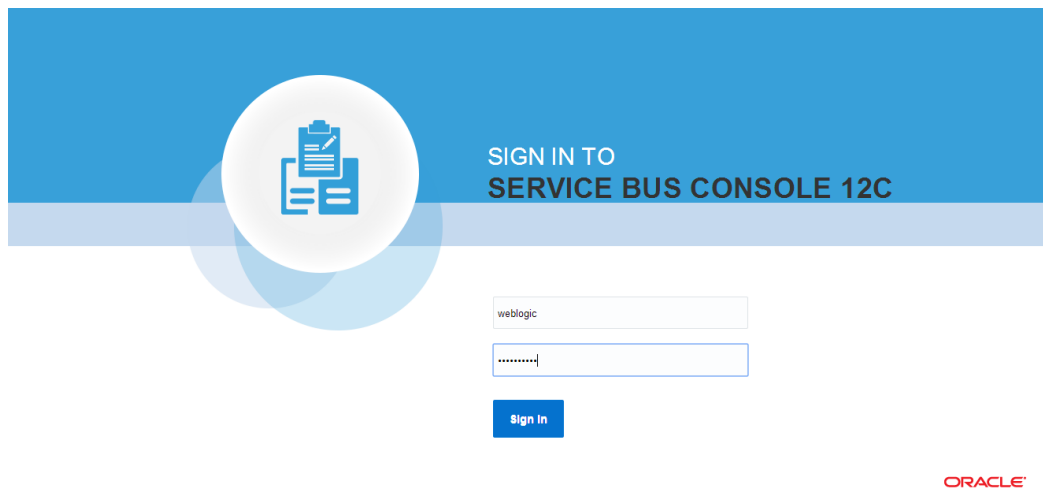 SIGN IN TO
SERVICE BUS CONSOLE 12C
weblogic
••••••••••
Sign In
ORACLE